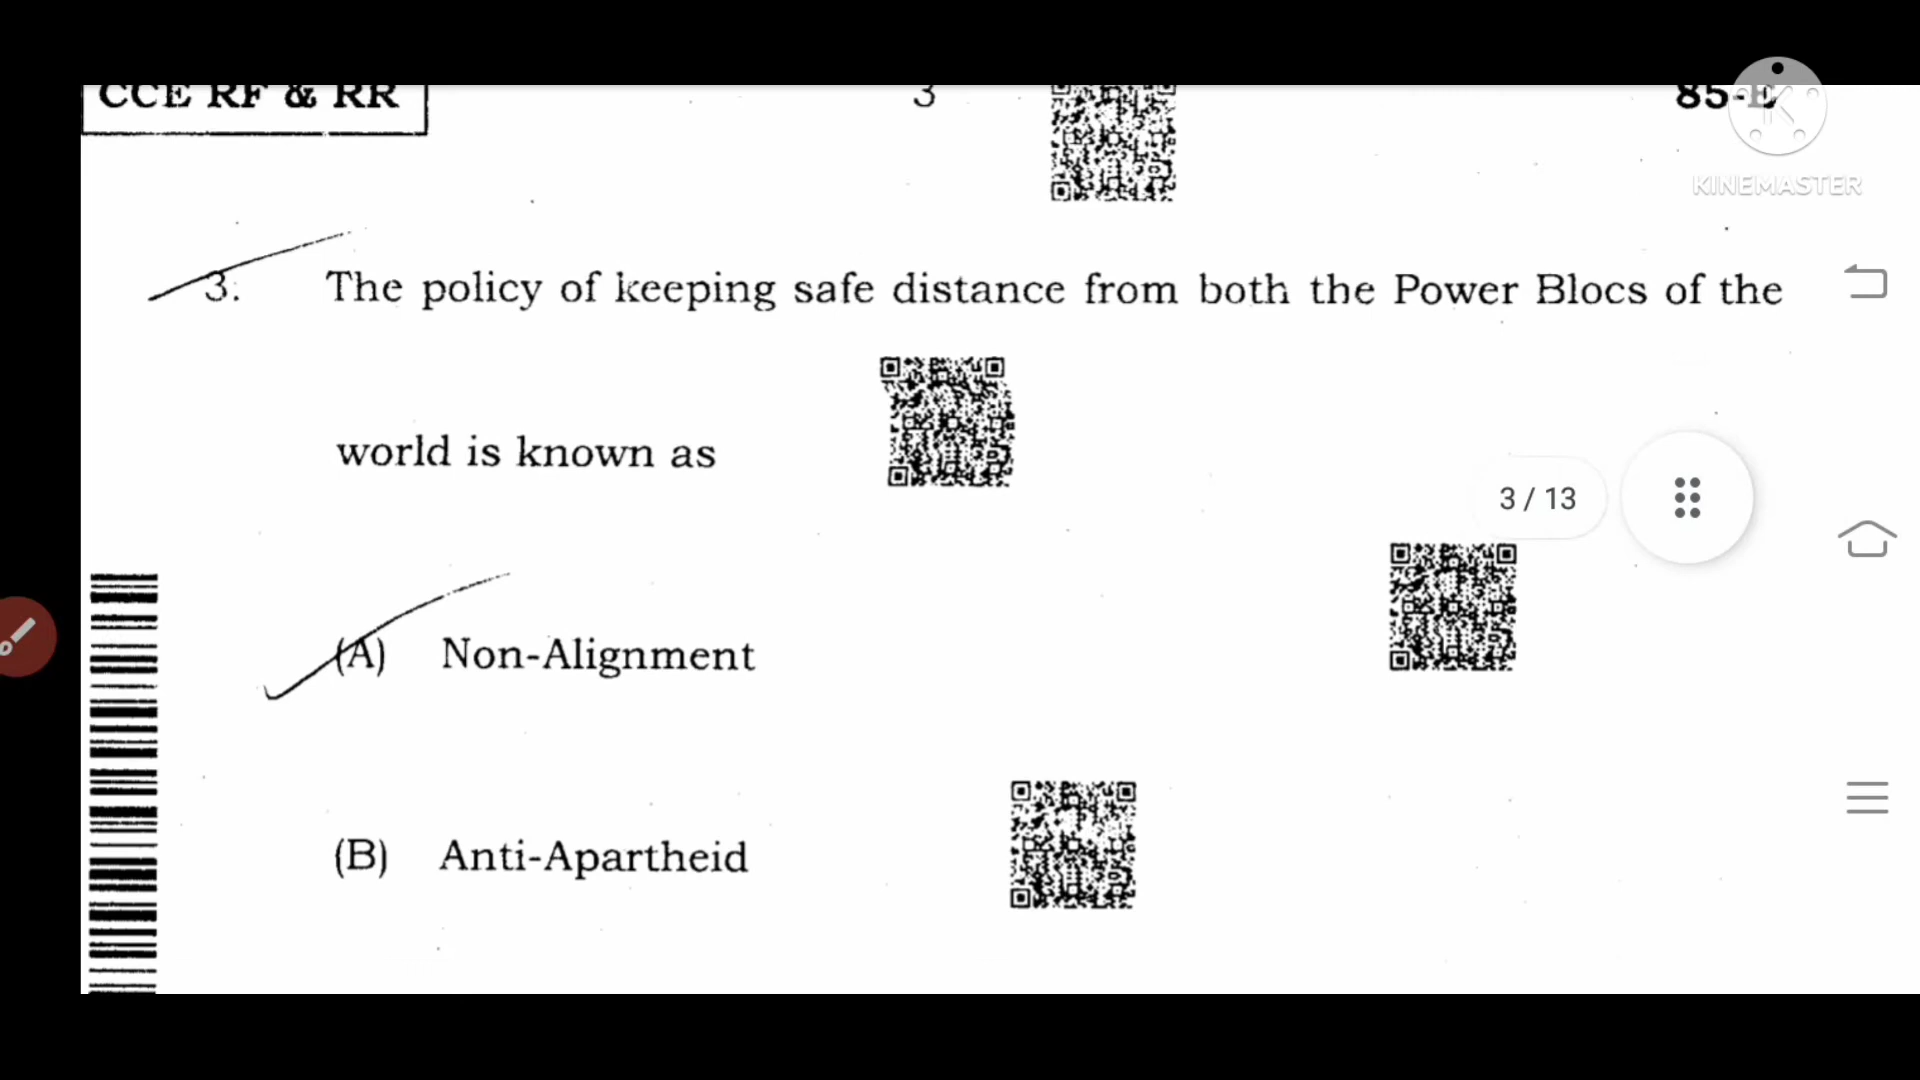 CCE RF & RR 3 85-E
KINEMASTER
3. The policy of keeping safe distance from both the Power Blocs of the
world is known as
3 / 13
(A) Non-Alignment
(B) Anti-Apartheid